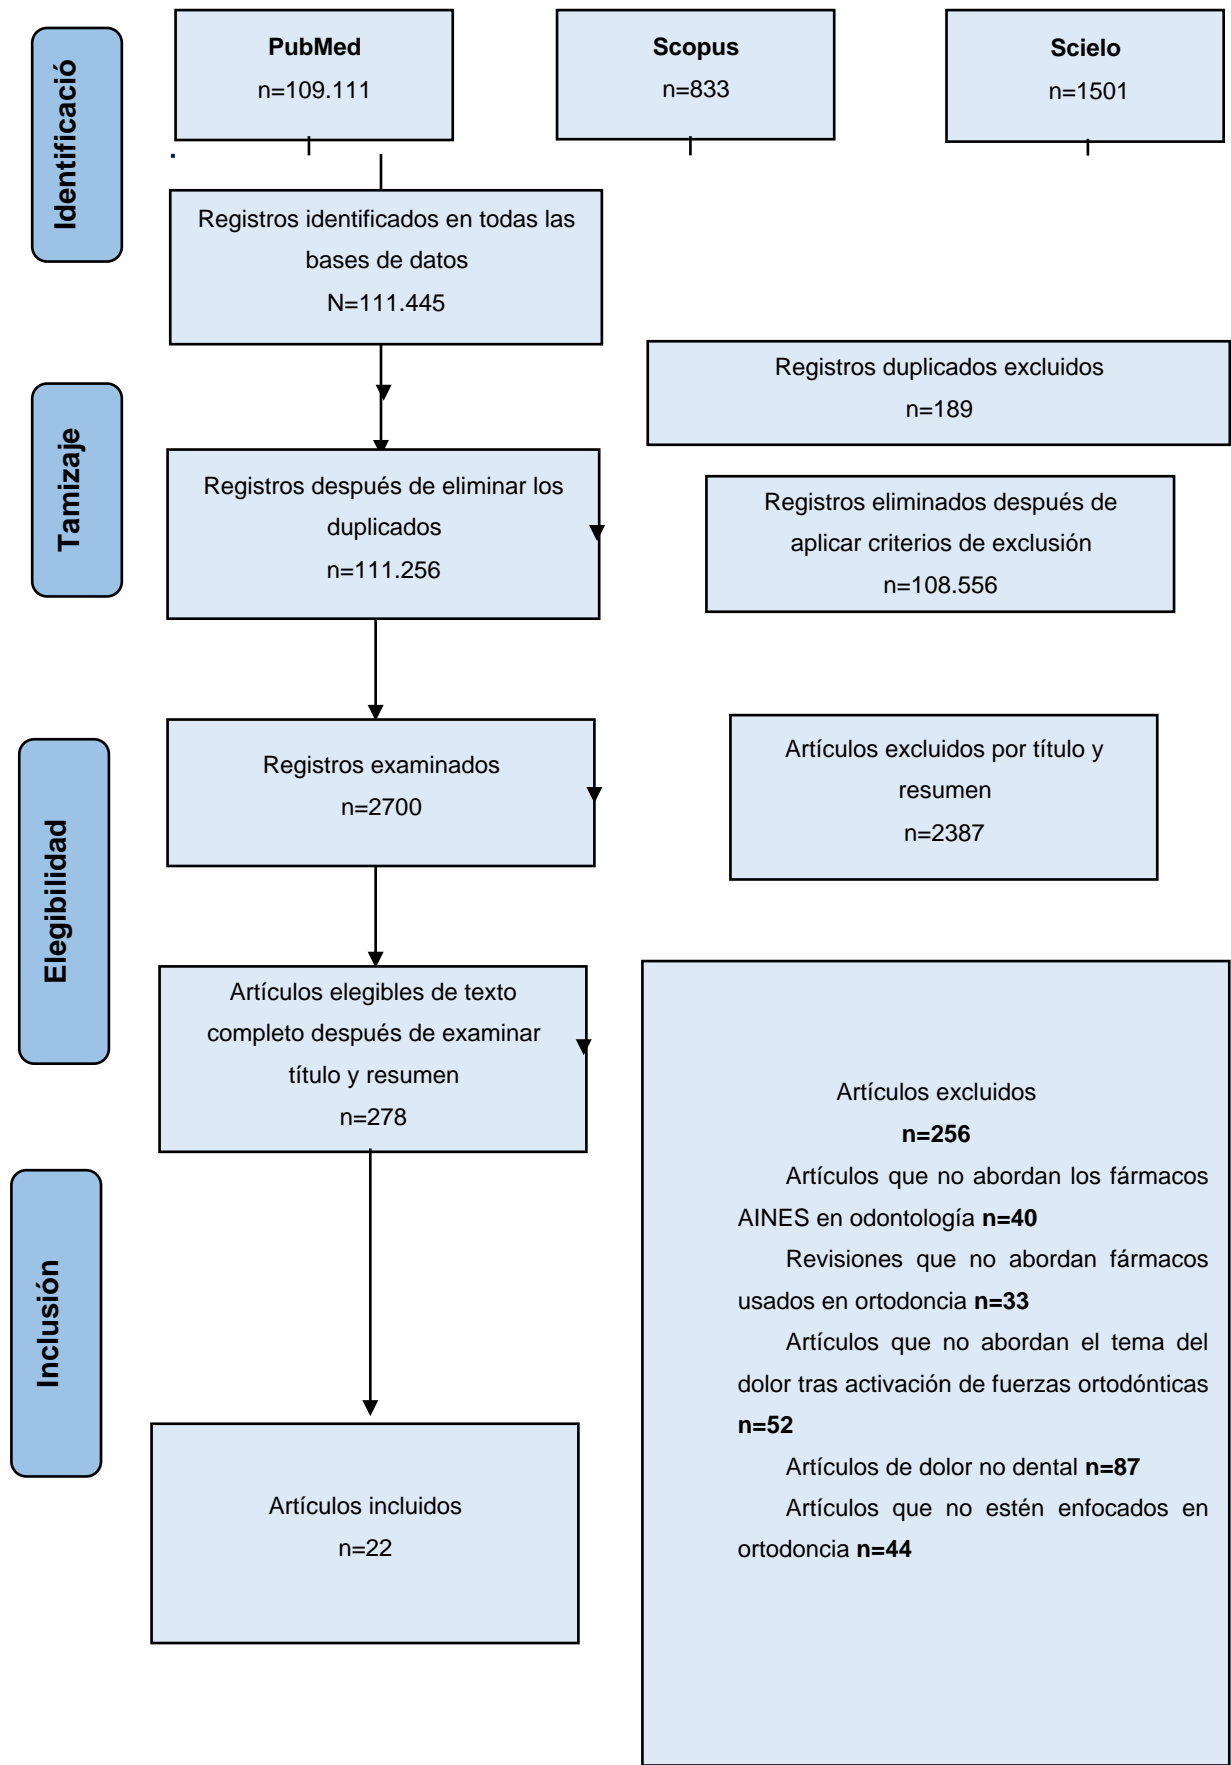 Identificació
PubMed
n=109.111
Scopus
n=833
Scielo
n=1501
Registros identificados en todas las
bases de datos
N=111.445
Tamizaje
Registros duplicados excluidos
n=189
Registros después de eliminar los
duplicados
n=111.256
Registros eliminados después de
aplicar criterios de exclusión
n=108.556
Elegibilidad
Registros examinados
n=2700
Artículos excluidos por título y
resumen
n=2387
Artículos elegibles de texto
completo después de examinar
título y resumen
n=278
Artículos excluidos
n=256
Artículos que no abordan los fármacos
AINES en odontología n=40
Revisiones que no abordan fármacos
usados en ortodoncia n=33
Artículos que no abordan el tema del
dolor tras activación de fuerzas ortodónticas
n=52
Artículos de dolor no dental n=87
Artículos que no estén enfocados en
ortodoncia n=44
Inclusión
Artículos incluidos
n=22